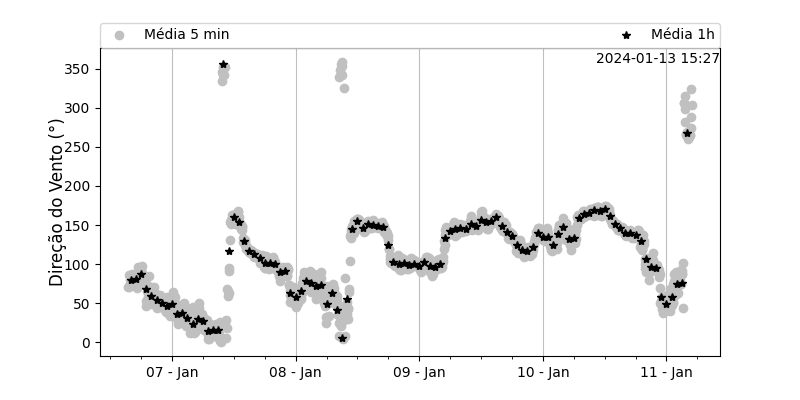 Média 5 min
Média 1h
2024-01-13 15:27
Direção do Vento (°)
350
300
250
200
150
100
50
0
07 - Jan
08 - Jan
09 - Jan
10 - Jan
11 - Jan